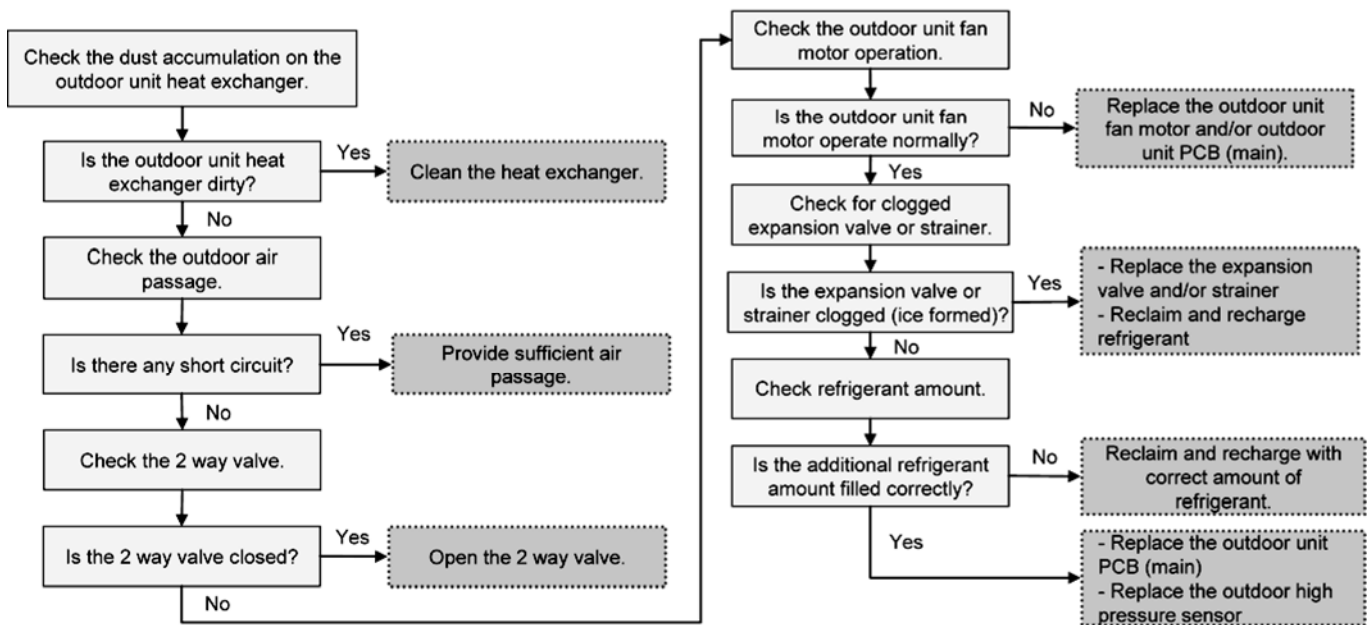 Check the dust accumulation on the
outdoor unit heat exchanger.
Is the outdoor unit heat
exchanger dirty?
Yes
Clean the heat exchanger.
No
Check the outdoor air
passage.
Is there any short circuit?
Yes
Provide sufficient air
passage.
No
Check the 2 way valve.
Is the 2 way valve closed?
Yes
Open the 2 way valve.
No
Check the outdoor unit fan
motor operation.
Is the outdoor unit fan
motor operate normally?
No
Replace the outdoor unit
fan motor and/or outdoor
unit PCB (main).
Yes
Check for clogged
expansion valve or strainer.
Is the expansion valve or
strainer clogged (ice formed)?
Yes
- Replace the expansion
valve and/or strainer
- Reclaim and recharge
refrigerant
No
Check refrigerant amount.
Is the additional refrigerant
amount filled correctly?
No
Reclaim and recharge with
correct amount of
refrigerant.
Yes
- Replace the outdoor unit
PCB (main)
- Replace the outdoor high
pressure sensor